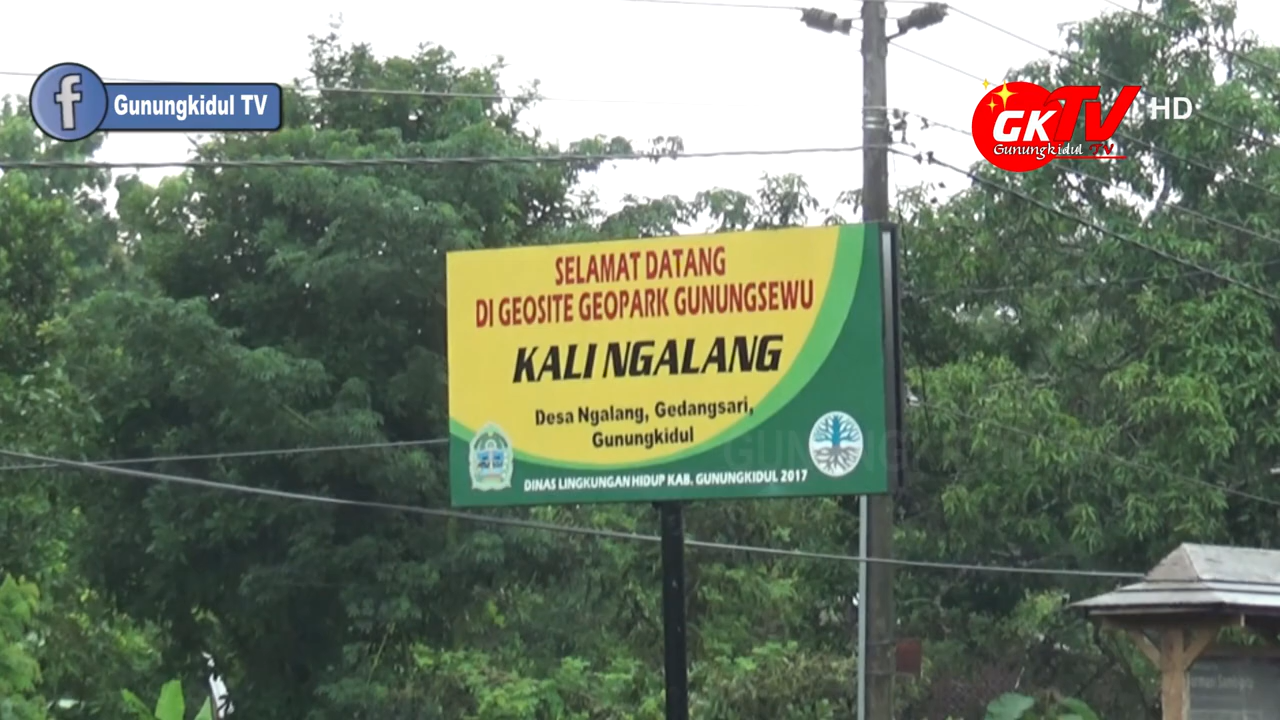 f Gunungkidul TV
GKTV HD
Gunungkidul TV
SELAMAT DATANG
DI GEOSITE GEOPARK GUNUNGSEWU
KALI NGALANG
Desa Ngalang, Gedangsari,
Gunungkidul
DINAS LINGKUNGAN HIDUP KAB. GUNUNGKIDUL 2017